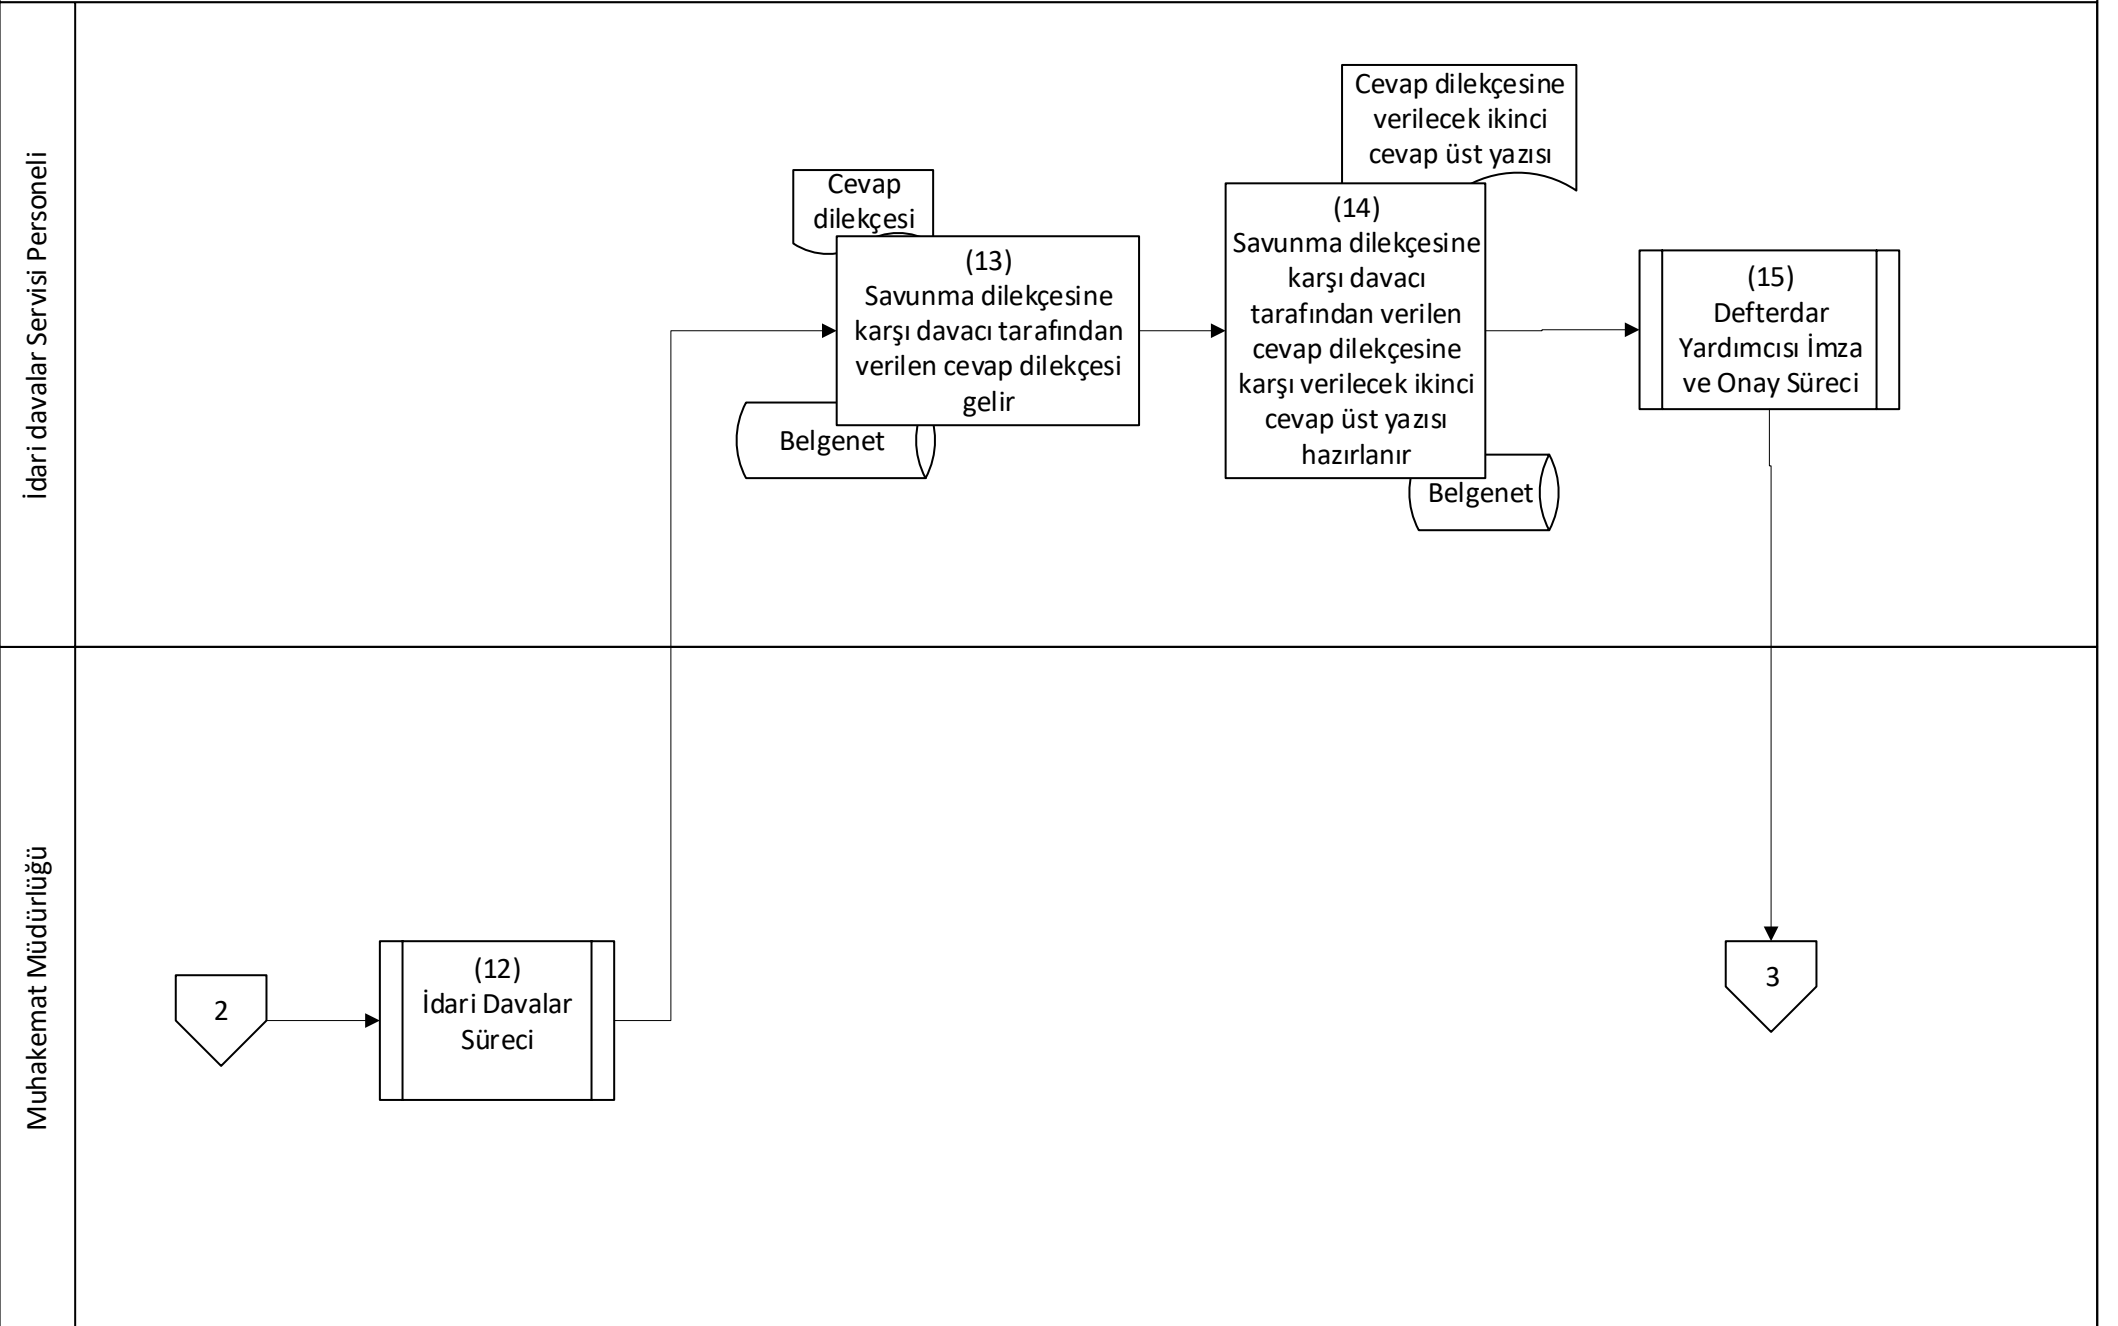 İdari davalar Servisi Personeli
Cevap
dilekçesi
(13)
Savunma dilekçesine
karşı davacı tarafından
verilen cevap dilekçesi
gelir
Belgenet
Cevap dilekçesine
verilecek ikinci
cevap üst yazısı
(14)
Savunma dilekçesine
karşı davacı
tarafından verilen
cevap dilekçesine
karşı verilecek ikinci
cevap üst yazısı
hazırlanır
Belgenet
(15)
Defterdar
Yardımcısı İmza
ve Onay Süreci
Muhakemat Müdürlüğü
2
(12)
İdari Davalar
Süreci
3